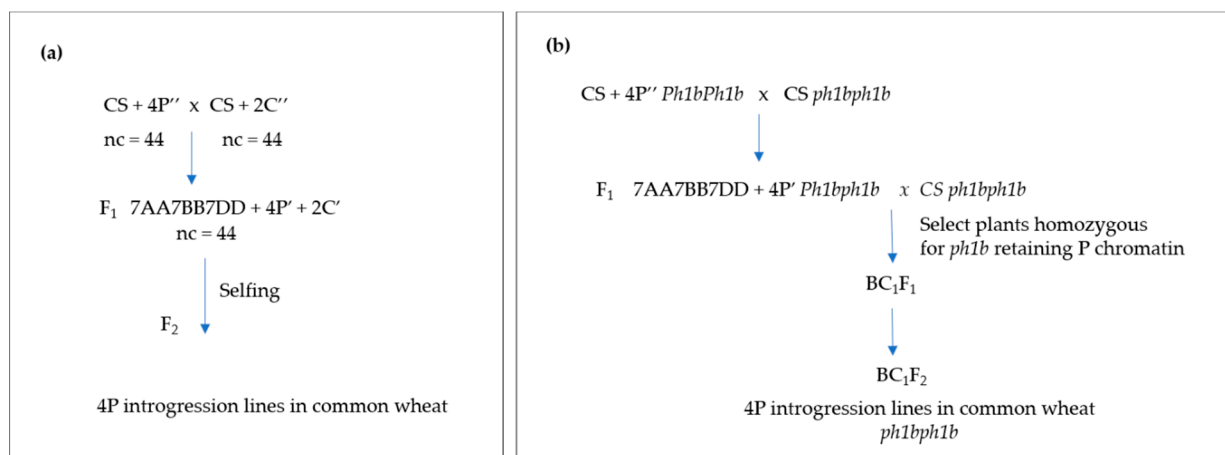 (a)
CS + 4P'' x CS + 2C''
nc = 44 nc = 44
F₁ 7AA7BB7DD + 4P' + 2C'
nc = 44
Selfing
F₂
4P introgression lines in common wheat
(b)
CS + 4P'' Ph1bPh1b x CS ph1bph1b
F₁ 7AA7BB7DD + 4P' Ph1bph1b x CS ph1bph1b
Select plants homozygous
for ph1b retaining P chromatin
BC₁F₁
BC₁F₂
4P introgression lines in common wheat
ph1bph1b